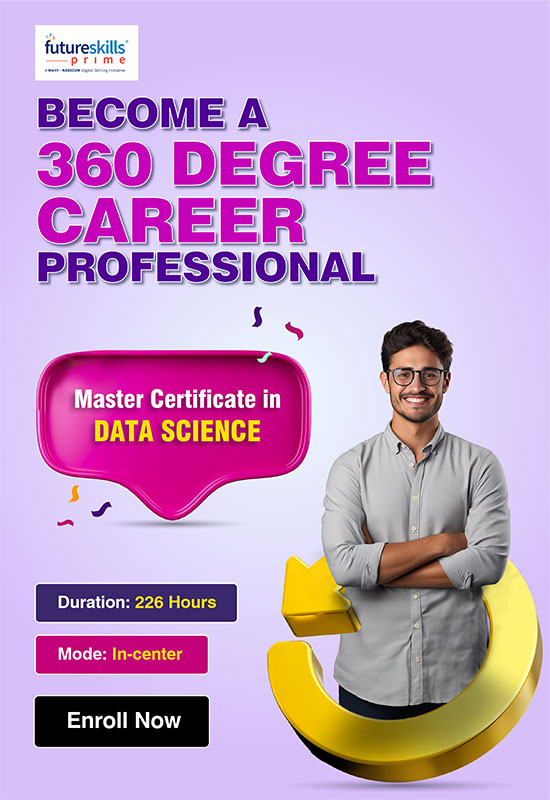 futureskills
prime
A MeitY - NASSCOM Digital Skilling Initiative
BECOME A
360 DEGREE
CAREER
PROFESSIONAL
Master Certificate in
DATA SCIENCE
Duration: 226 Hours
Mode: In-center
Enroll Now